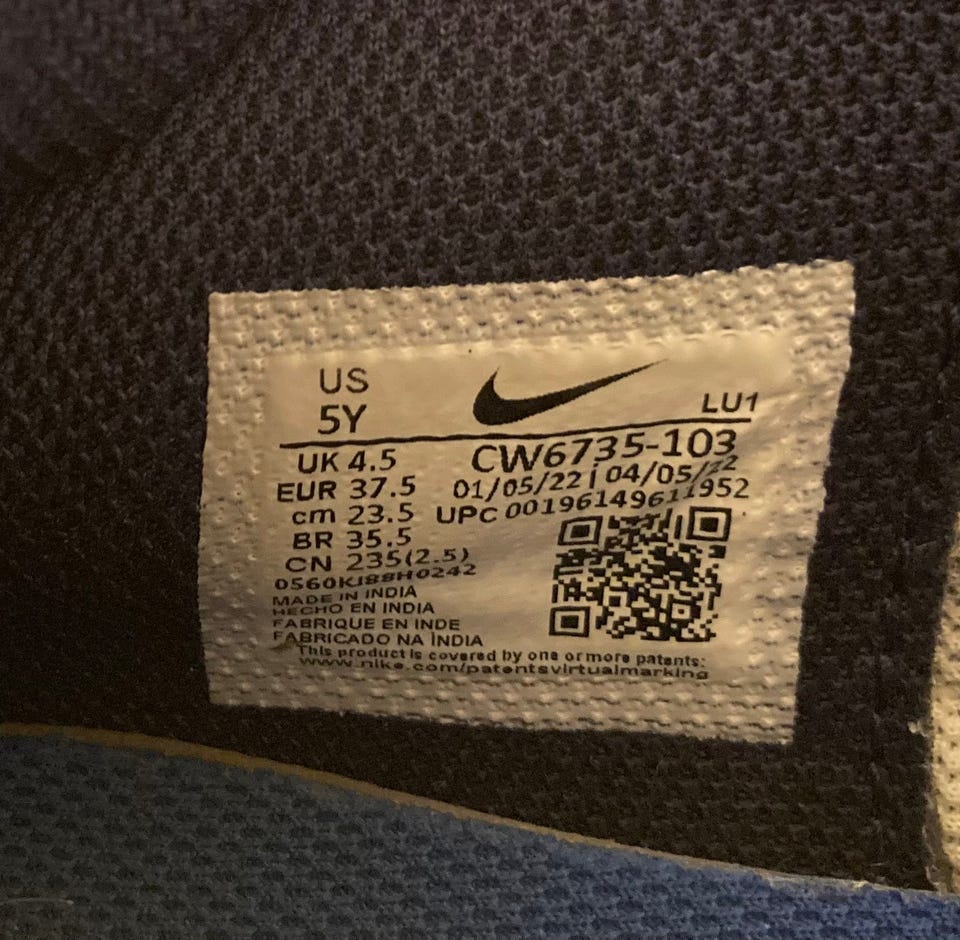 US
5Y
LU1
UK 4.5
EUR 37.5
cm 23.5
BR 35.5
CN 235(2.5)
0560KI88H0242
CW6735-103
01/05/22 | 04/05/22
UPC 00196149611952
MADE IN INDIA
HECHO EN INDIA
FABRIQUE EN INDE
FABRICADO NA ÍNDIA
This product is covered by one or more patents:
www.nike.com/patentsvirtualmarking